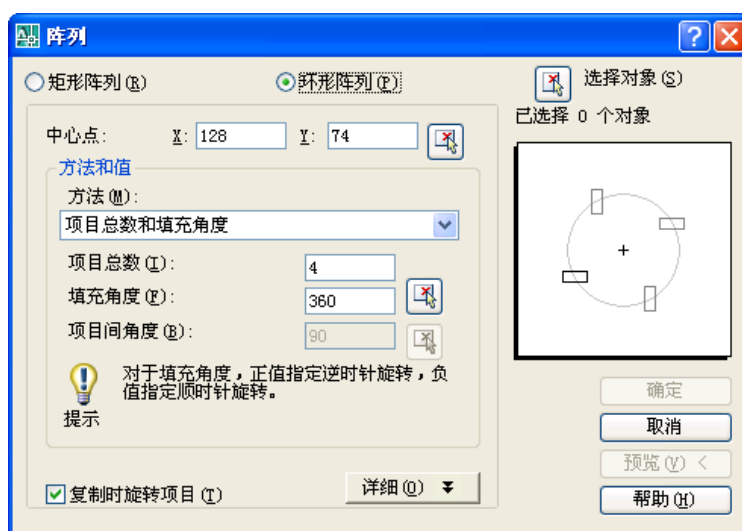 阵列
矩形阵列(R) 环形阵列(P) 选择对象(S)
已选择 0 个对象
中心点: X: 128 Y: 74
方法和值
方法(M):
项目总数和填充角度
项目总数(I): 4
填充角度(F): 360
项目间角度(B): 90
对于填充角度，正值指定逆时针旋转，负
值指定顺时针旋转。
提示
确定
取消
预览(V) <
复制时旋转项目(T) 详细(O)
帮助(H)